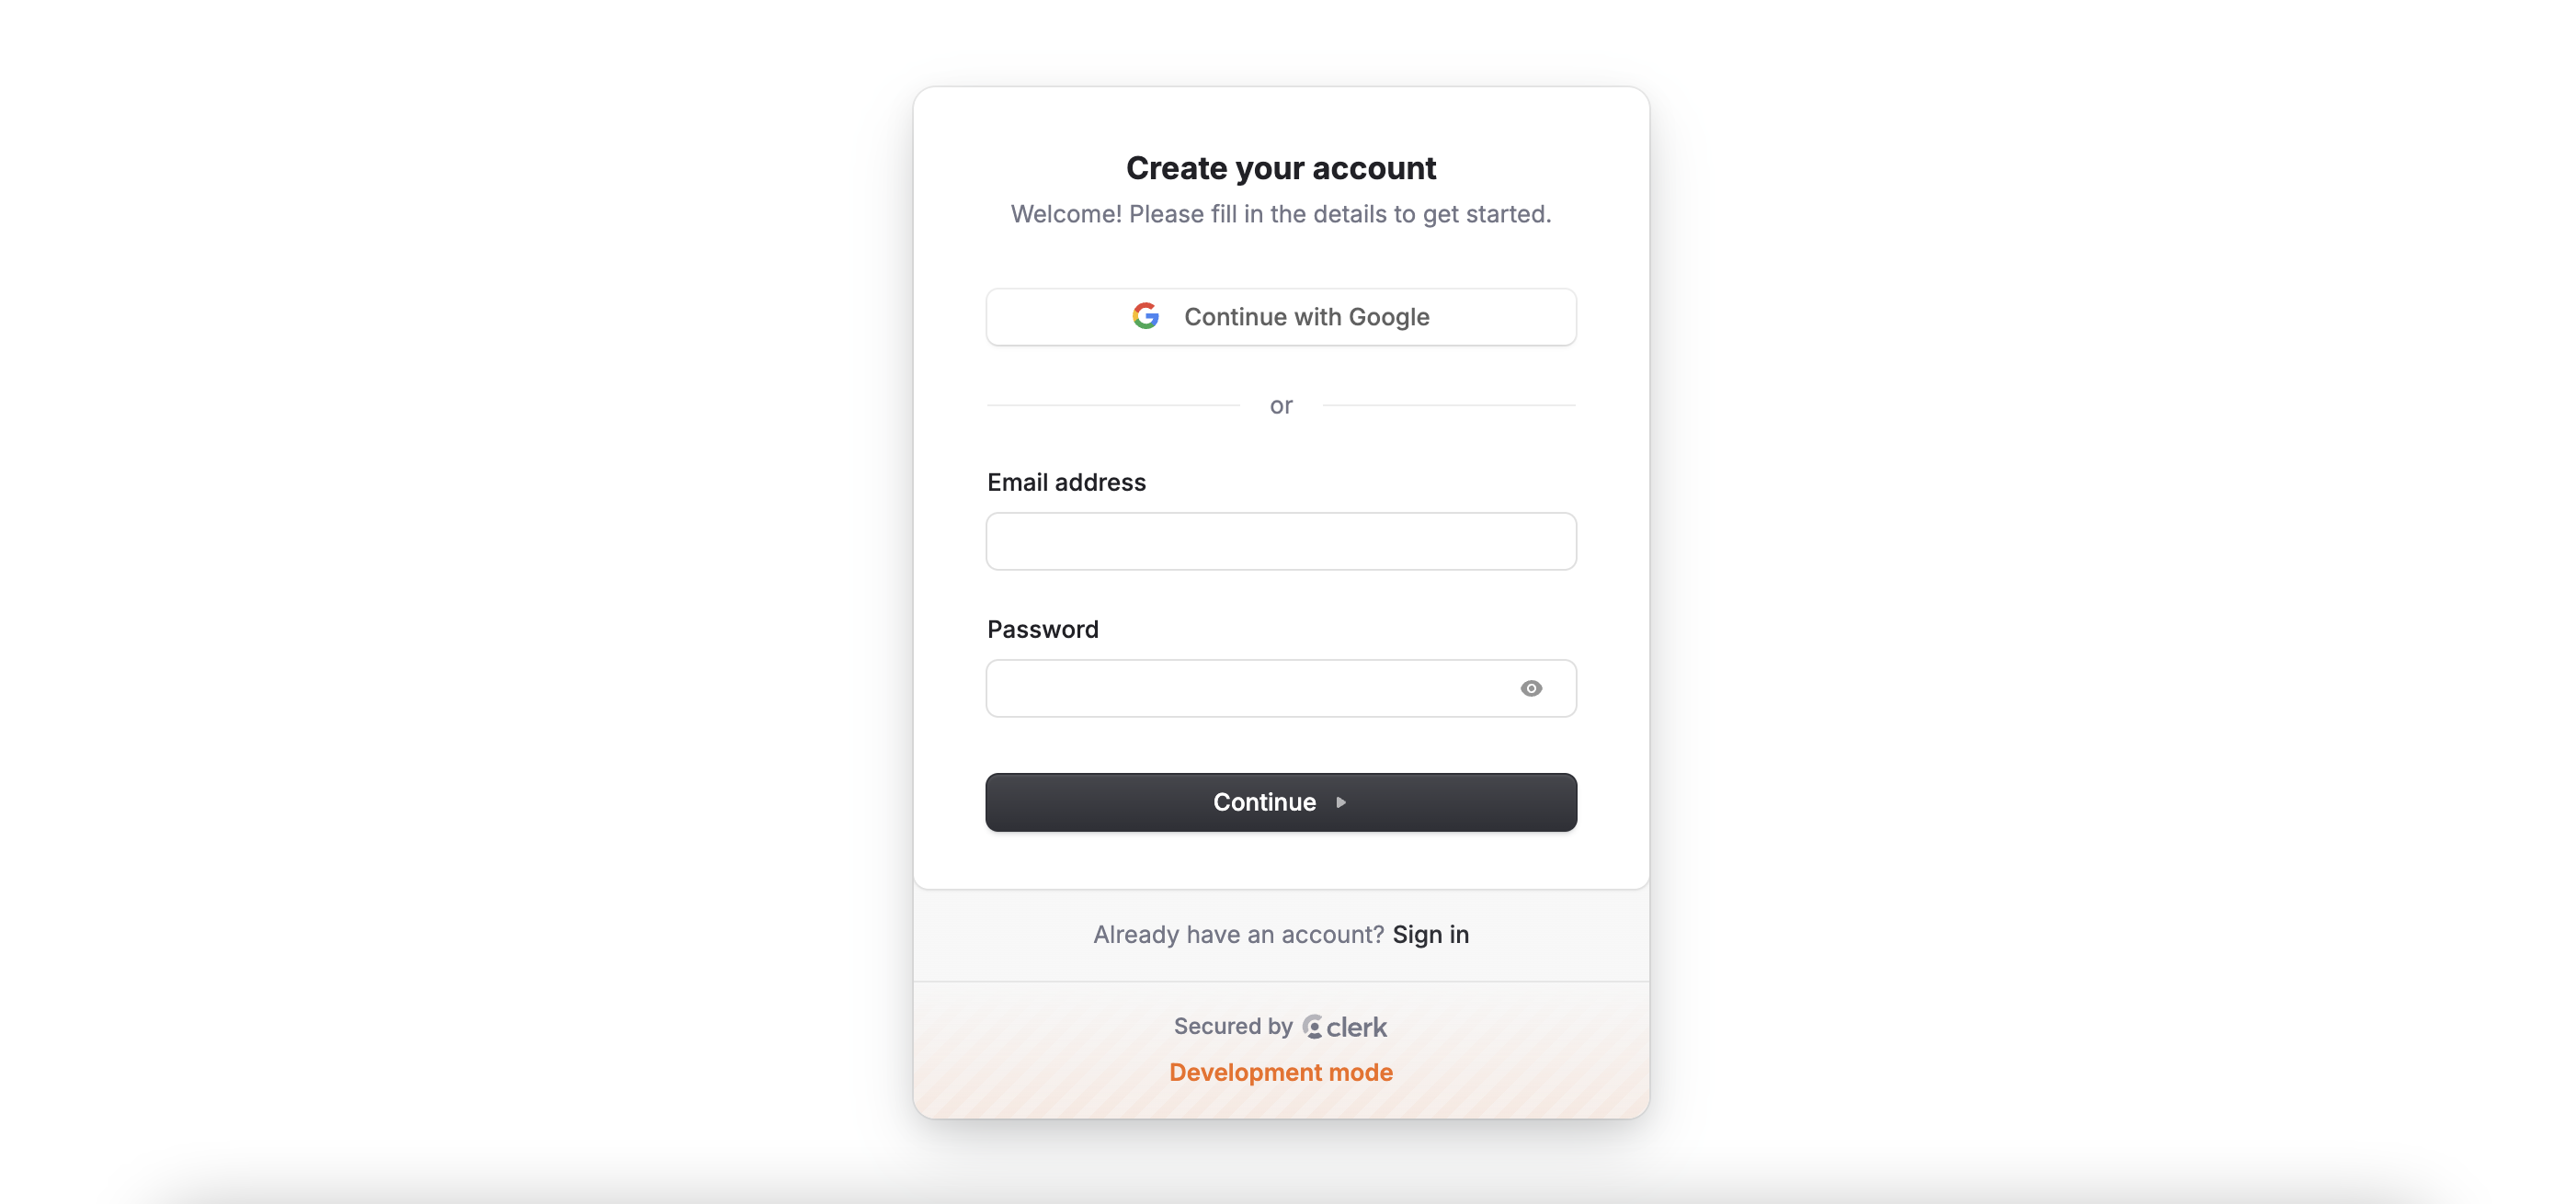 Create your account
Welcome! Please fill in the details to get started.
Continue with Google
or
Email address
Password
Continue
Already have an account? Sign in
Secured by clerk
Development mode